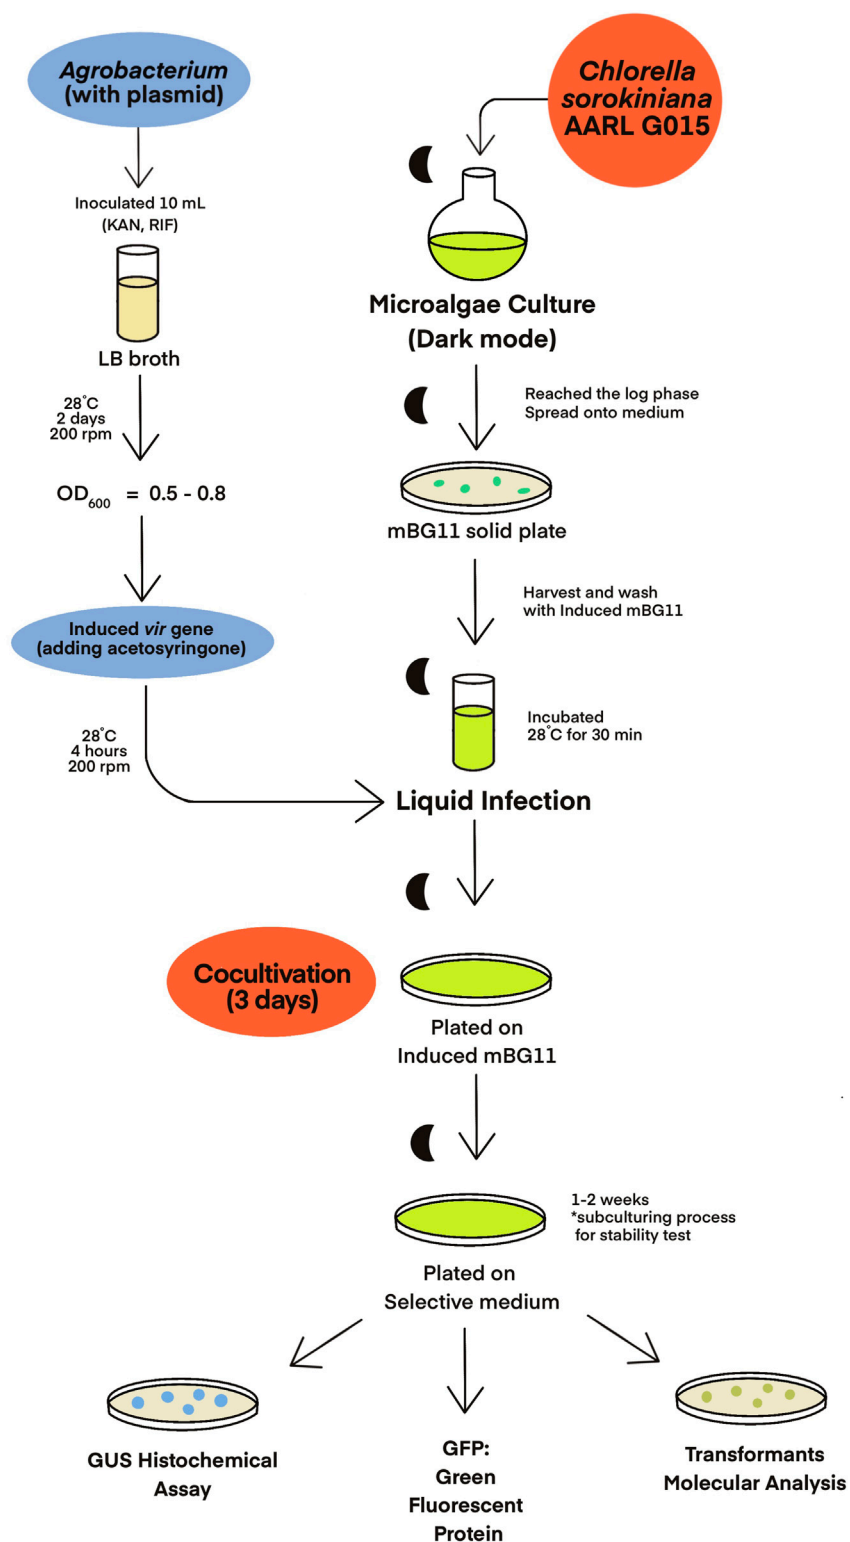 Agrobacterium
(with plasmid)
Inoculated 10 mL
(KAN, RIF)
LB broth
28°C
2 days
200 rpm
OD600 = 0.5 - 0.8
Induced vir gene
(adding acetosyringone)
28°C
4 hours
200 rpm
Chlorella
sorokiniana
AARL G015
Microalgae Culture
(Dark mode)
Reached the log phase
Spread onto medium
mBG11 solid plate
Harvest and wash
with Induced mBG11
Incubated
28°C for 30 min
Liquid Infection
Cocultivation
(3 days)
Plated on
Induced mBG11
1-2 weeks
*subculturing process
for stability test
Plated on
Selective medium
GUS Histochemical
Assay
GFP:
Green
Fluorescent
Protein
Transformants
Molecular Analysis